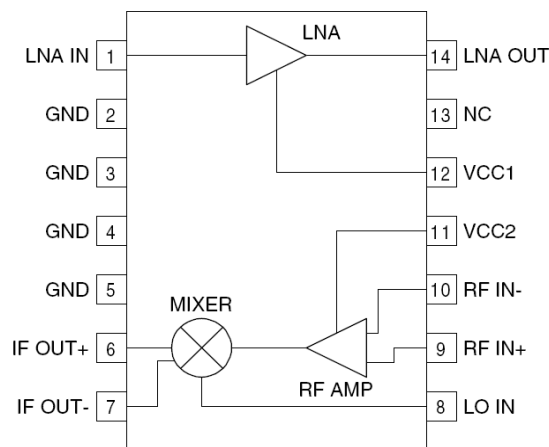 LNA
LNA IN 1
14 LNA OUT
GND 2
13 NC
GND 3
12 VCC1
GND 4
11 VCC2
GND 5
10 RF IN-
MIXER
IF OUT+ 6
9 RF IN+
RF AMP
IF OUT- 7
8 LO IN